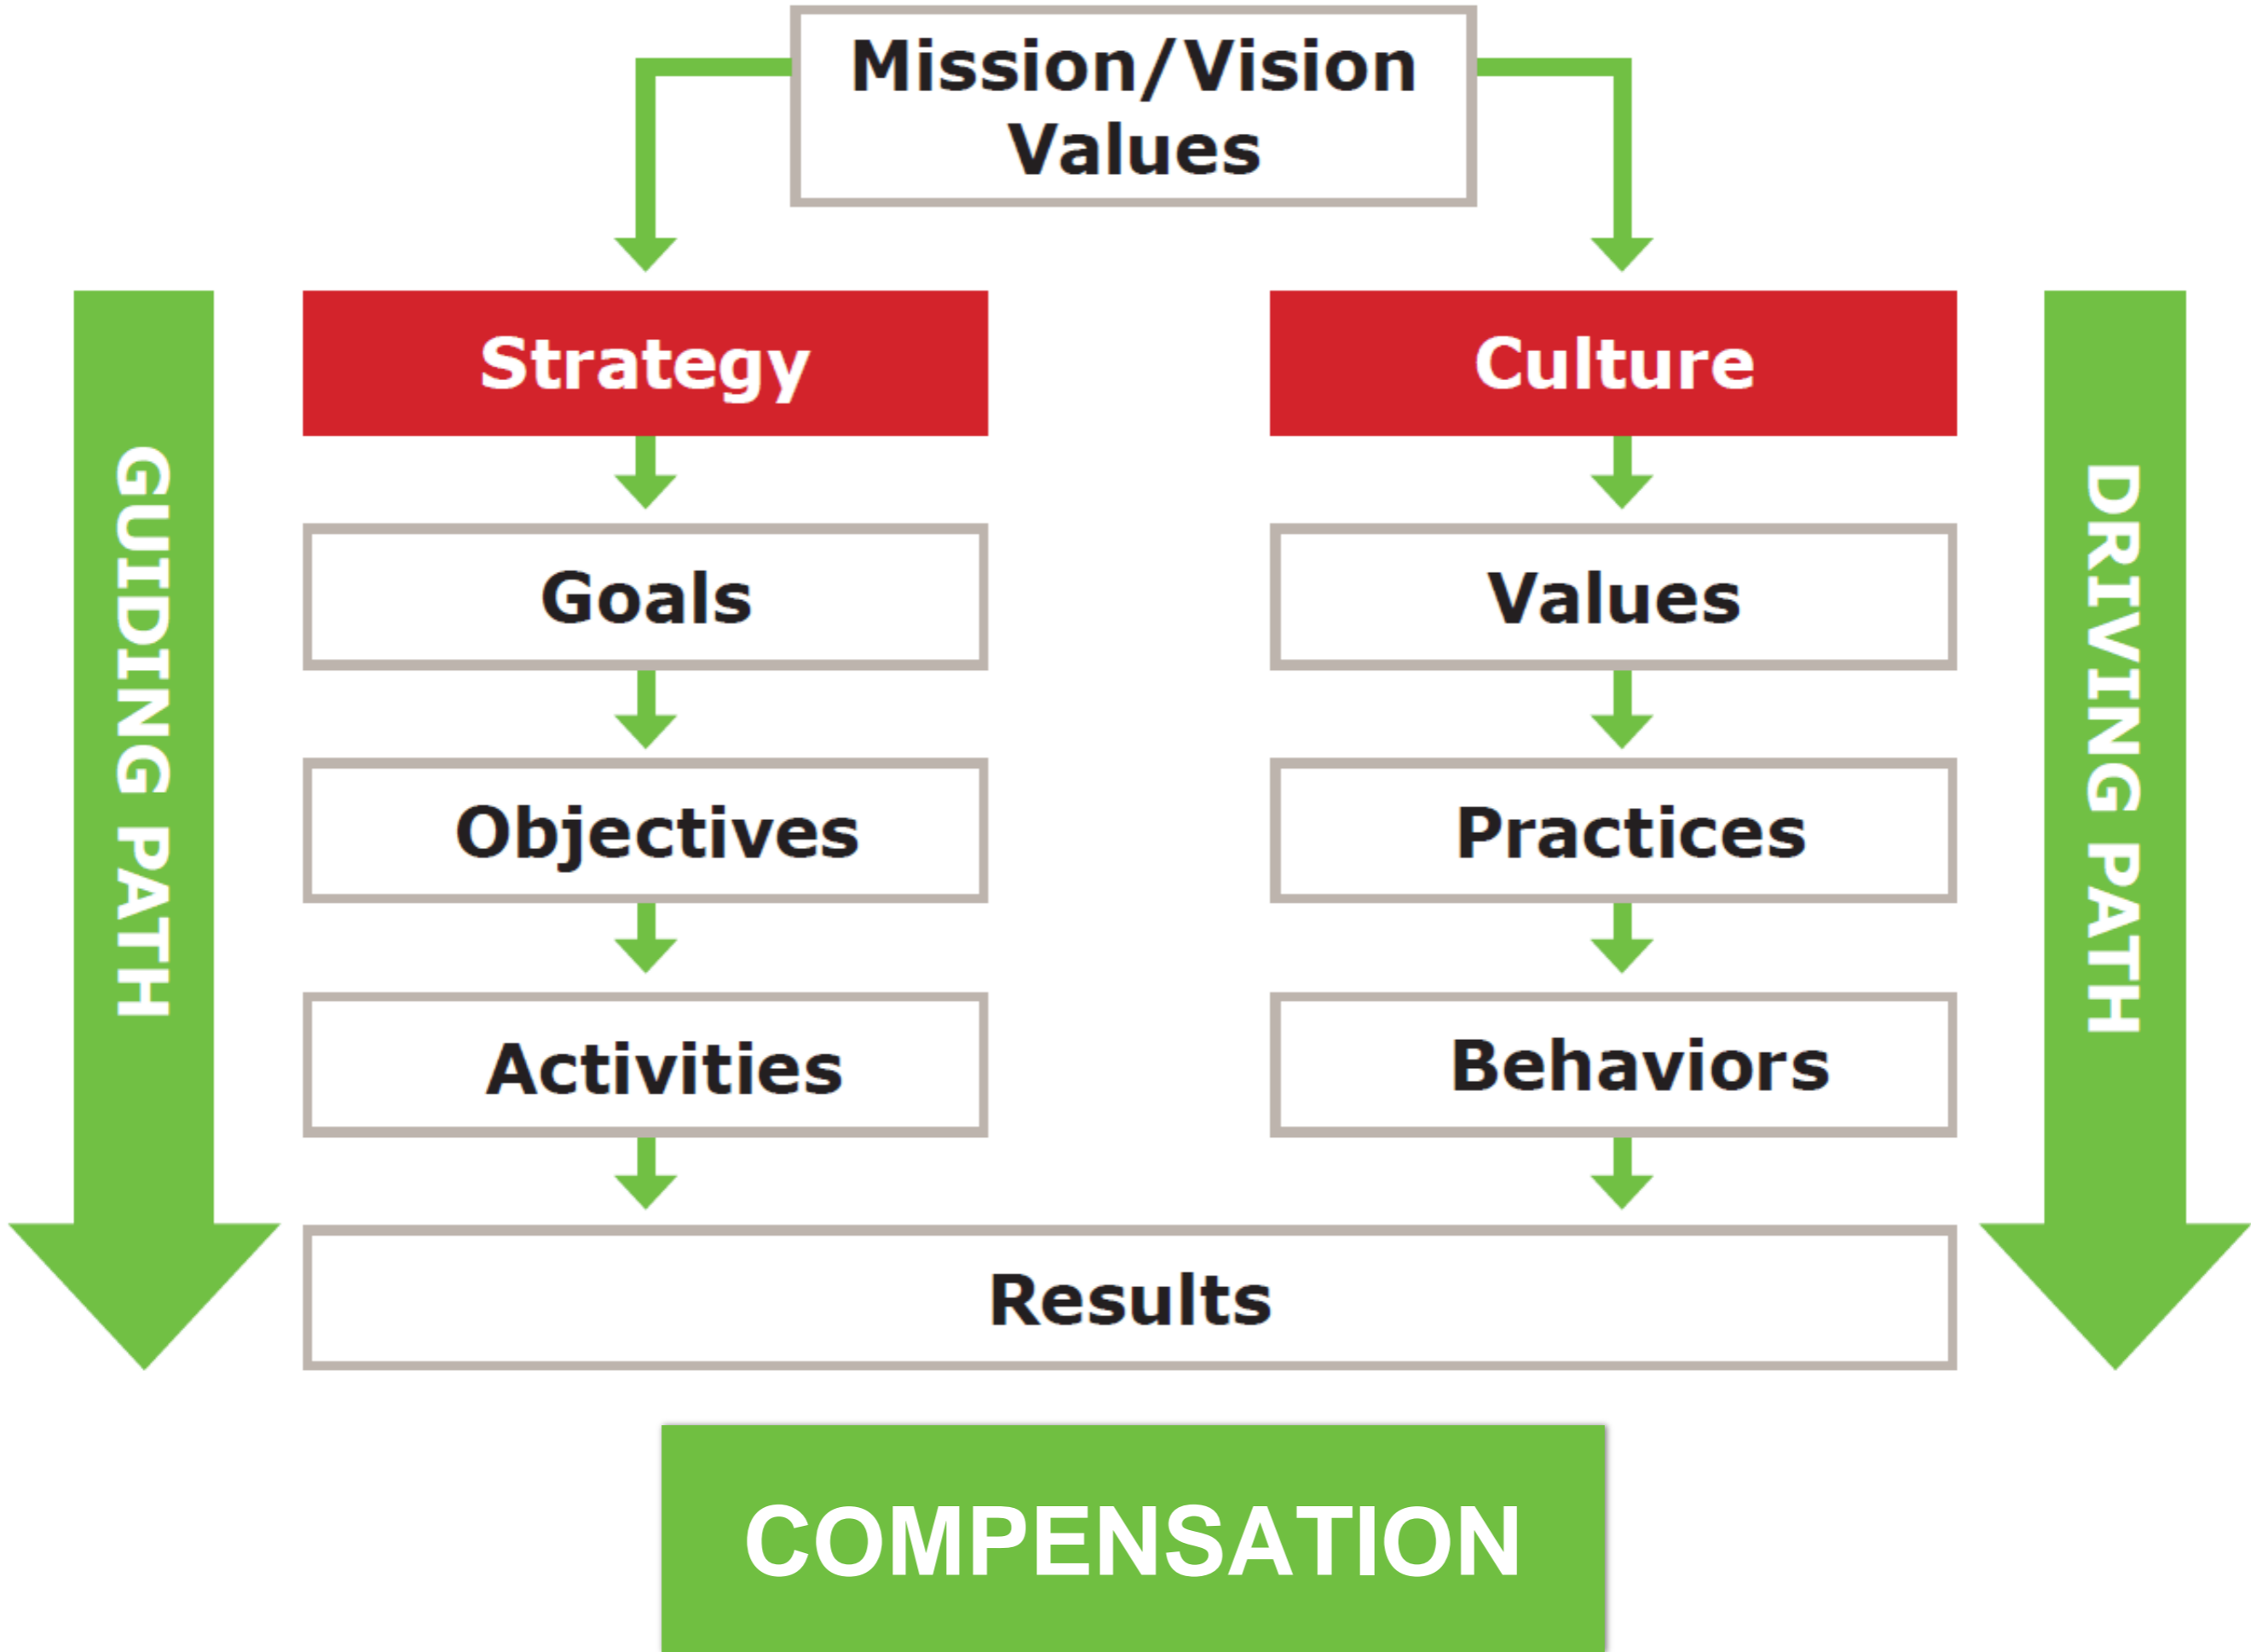 Mission/Vision
Values
Strategy
Culture
GUIDING PATH
DRIVING PATH
Goals
Values
Objectives
Practices
Activities
Behaviors
Results
COMPENSATION